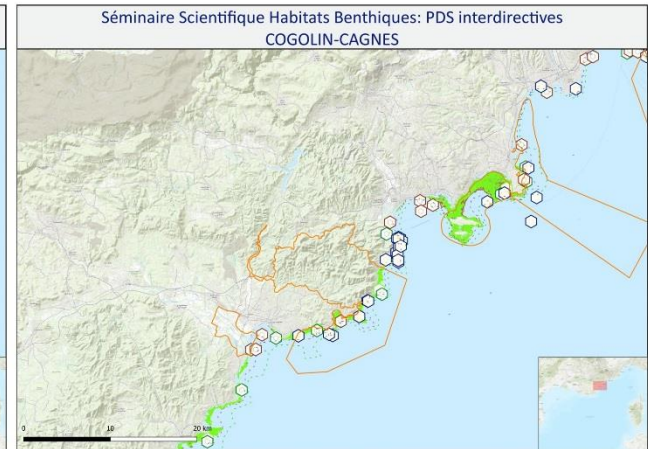 Séminaire Scientifique Habitats Benthiques: PDS interdirectives
COGOLIN-CAGNES
0 10 20 km